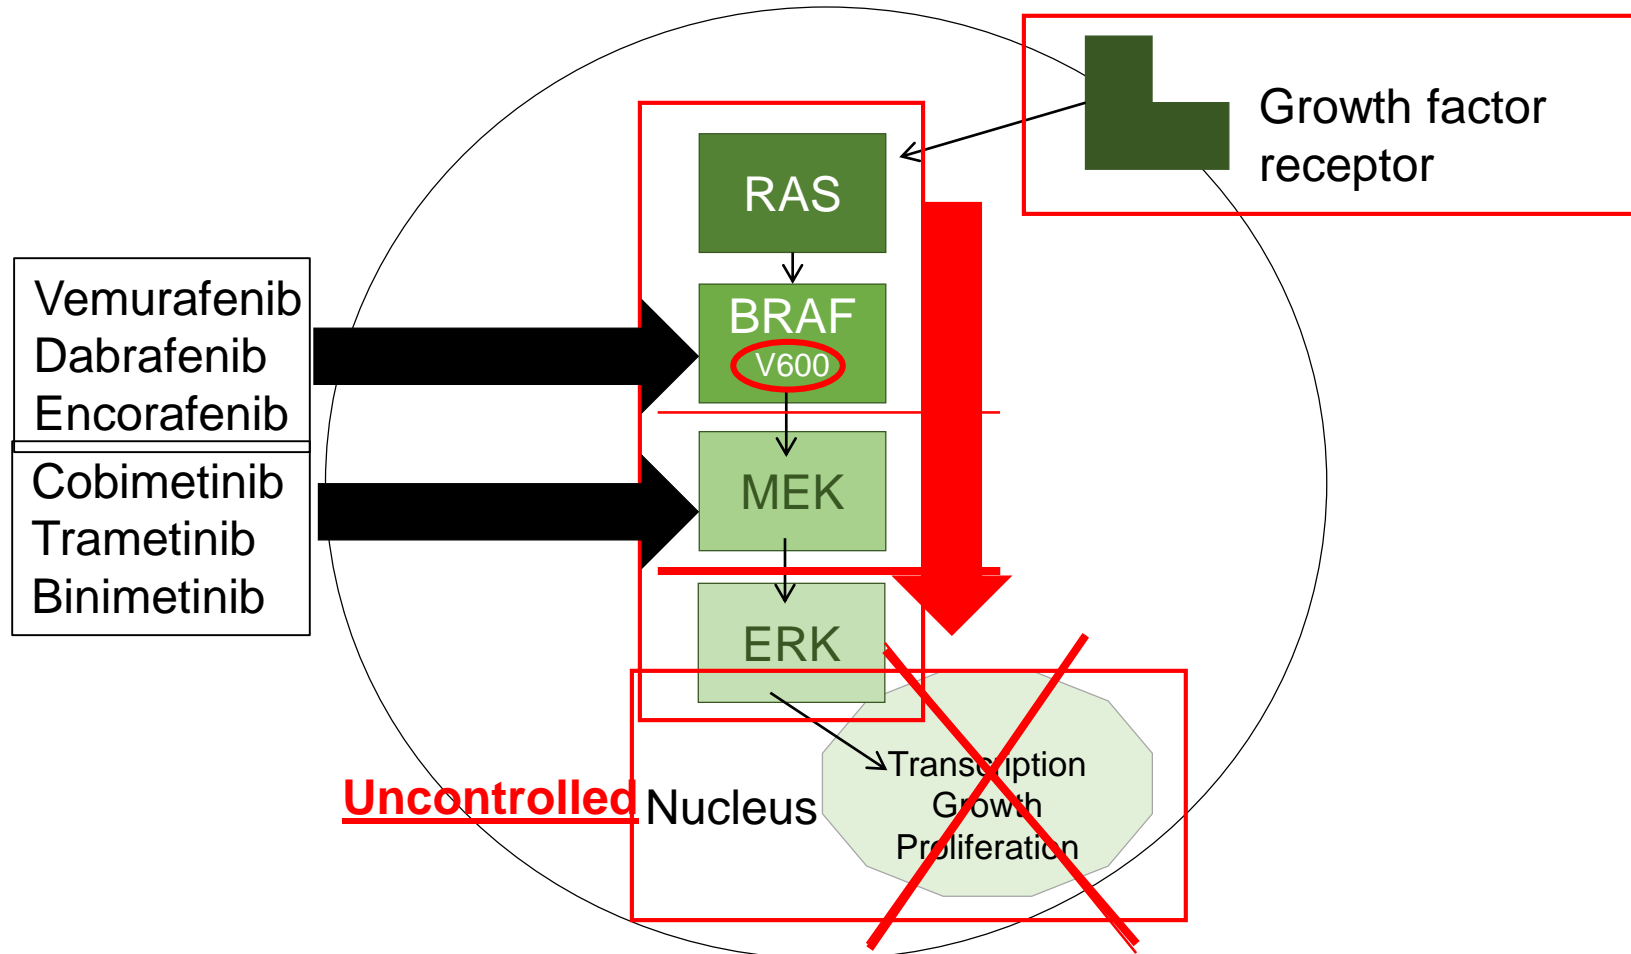 Growth factor
receptor
RAS
BRAF
V600
MEK
ERK
Vemurafenib
Dabrafenib
Encorafenib
Cobimetinib
Trametinib
Binimetinib
Uncontrolled
Nucleus
Transcription
Growth
Proliferation